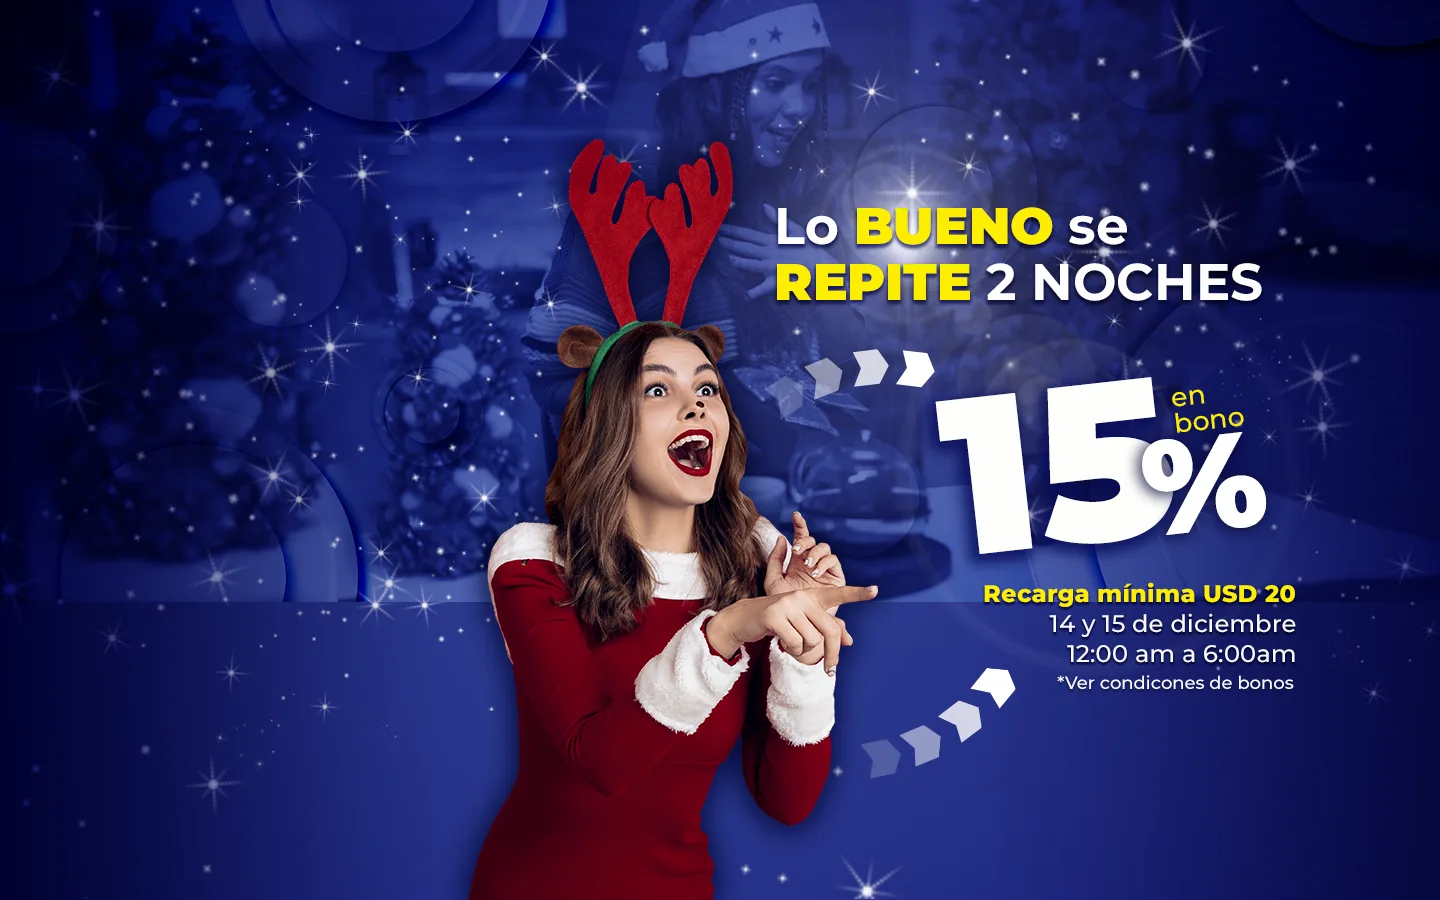 Lo BUENO se
REPITE 2 NOCHES
15%
en
bono
Recarga mínima USD 20
14 y 15 de diciembre
12:00 am a 6:00am
*Ver condicones de bonos